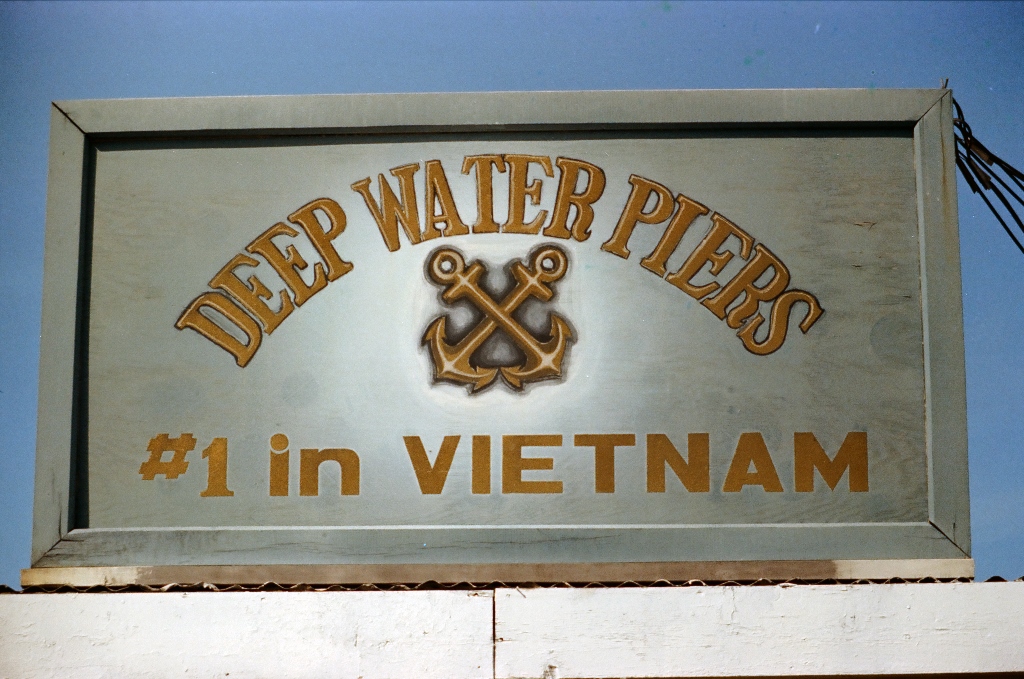 DEEP WATER PIERS
#1 in VIETNAM